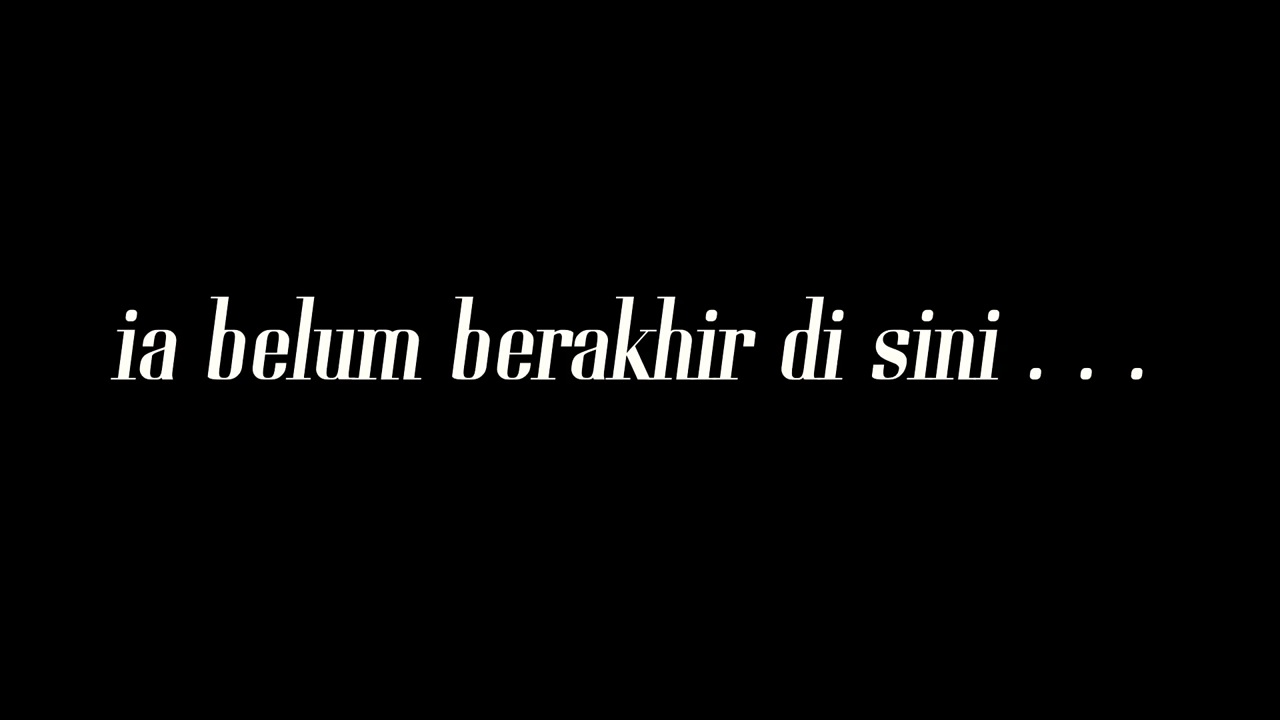 ia belum berakhir di sini . . .